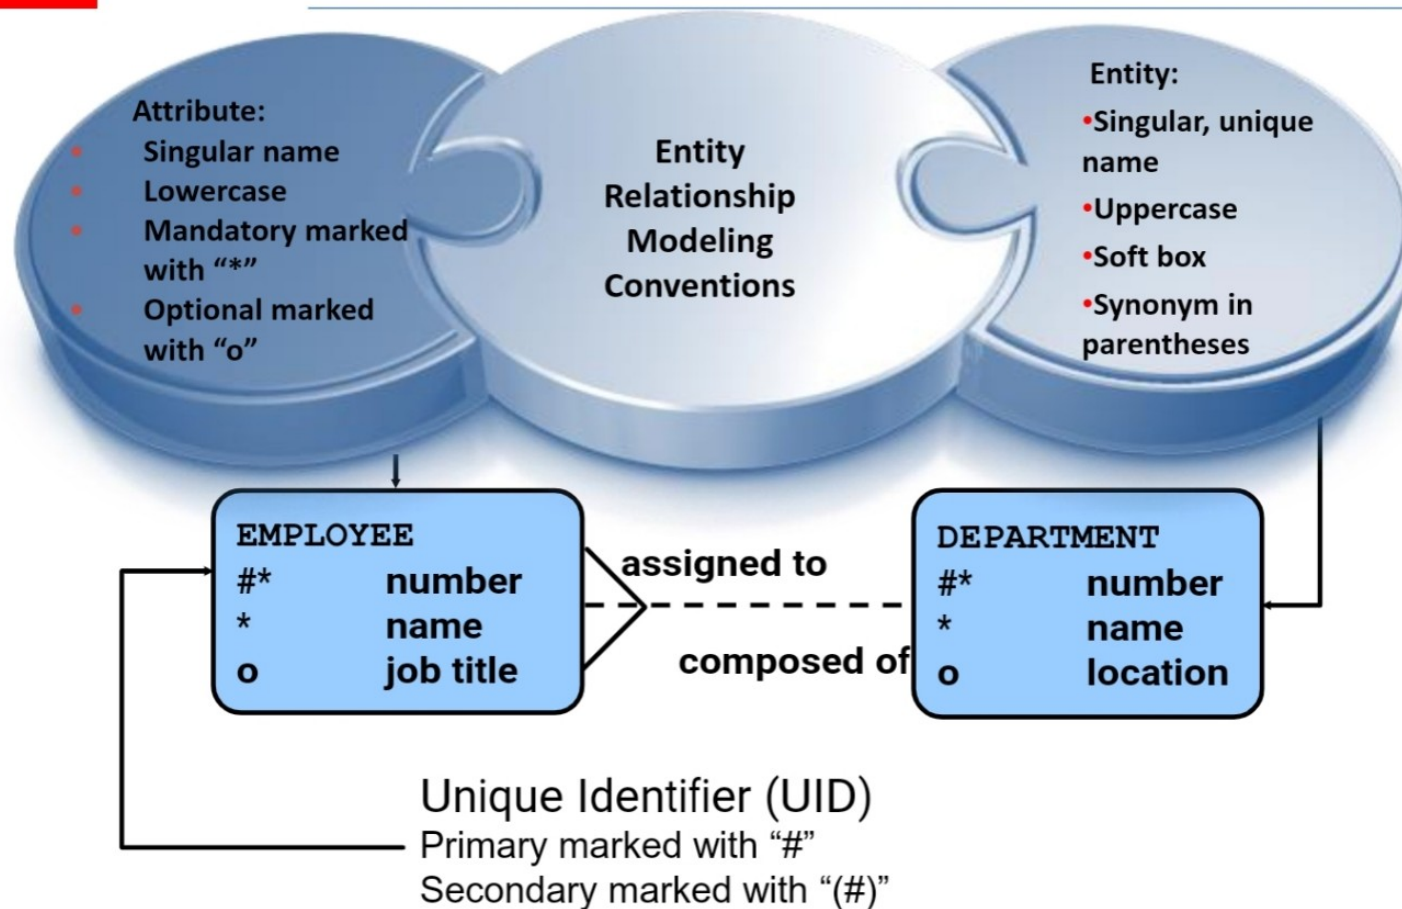 Attribute:
• Singular name
• Lowercase
• Mandatory marked
with “*”
• Optional marked
with “o”
Entity
Relationship
Modeling
Conventions
Entity:
•Singular, unique
name
•Uppercase
•Soft box
•Synonym in
parentheses
EMPLOYEE
#* number
* name
o job title
assigned to
composed of
DEPARTMENT
#* number
* name
o location
Unique Identifier (UID)
Primary marked with “#”
Secondary marked with “(#)”